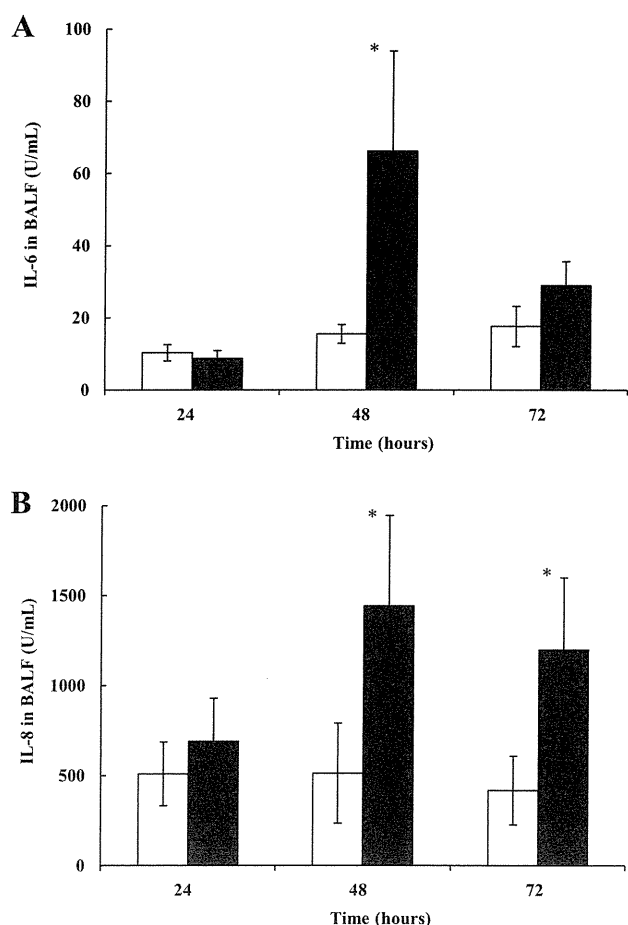 A
IL-6 in BALF (U/mL)
100
80
60
40
20
0
*
24 48 72
Time (hours)
B
IL-8 in BALF (U/mL)
2000
1500
1000
500
0
* *
24 48 72
Time (hours)